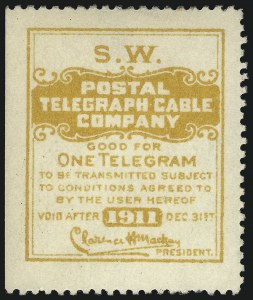 S.W.
POSTAL
TELEGRAPH-CABLE
COMPANY
GOOD FOR
ONE TELEGRAM
TO BE TRANSMITTED SUBJECT
TO CONDITIONS AGREED TO
BY THE USER HEREOF
VOID AFTER 1911 DEC 31ST
Clarence H Mackay
PRESIDENT.